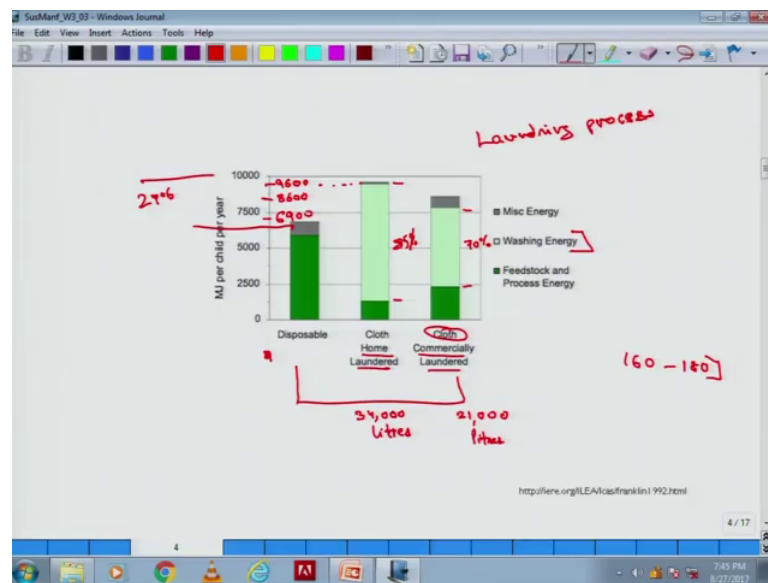 SusManf_W3_03 - Windows Journal
File Edit View Insert Actions Tools Help
B I
Laundring process
10000
7500
5000
2500
0
MJ per child per year
24%
-9600
-8600
-6900
85%
70%
Misc Energy
Washing Energy
Feedstock and
Process Energy
Disposable
Cloth
Home
Laundered
Cloth
Commercially
Laundered
160 - 180
34,000
litres
21,000
litres
http://iere.org/ILEA/lcas/franklin1992.html
4 / 17
4
7:45 PM
8/27/2017